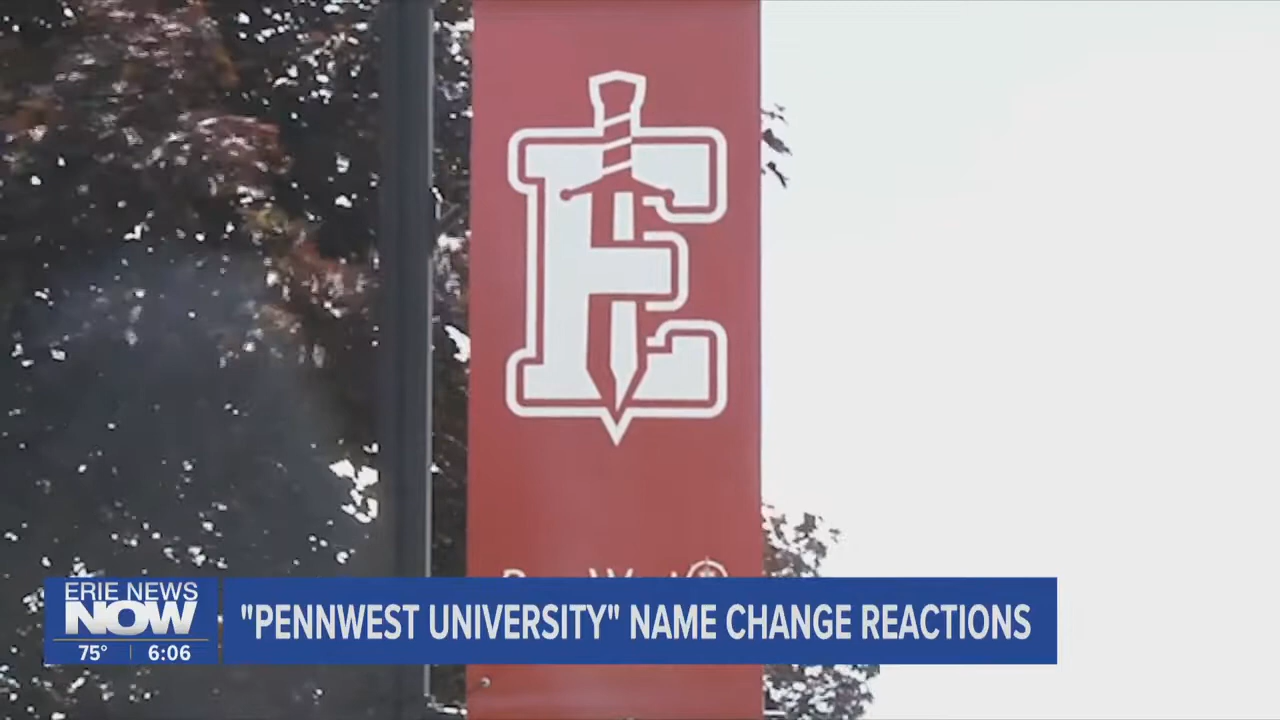 E
ERIE NEWS
NOW
75° 6:06
"PENNWEST UNIVERSITY" NAME CHANGE REACTIONS